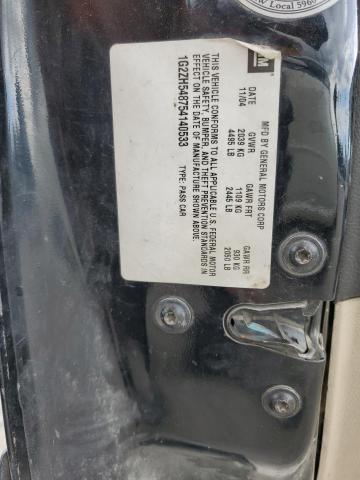 W Local 5960
GM
MFD BY GENERAL MOTORS CORP
DATE GVWR GAWR FRT GAWR RR
11/04 2039 KG 1109 KG 930 KG
4495 LB 2445 LB 2050 LB
THIS VEHICLE CONFORMS TO ALL APPLICABLE U.S. FEDERAL MOTOR
VEHICLE SAFETY, BUMPER, AND THEFT PREVENTION STANDARDS IN
EFFECT ON THE DATE OF MANUFACTURE SHOWN ABOVE.
1G2ZH548754140533 TYPE: PASS CAR